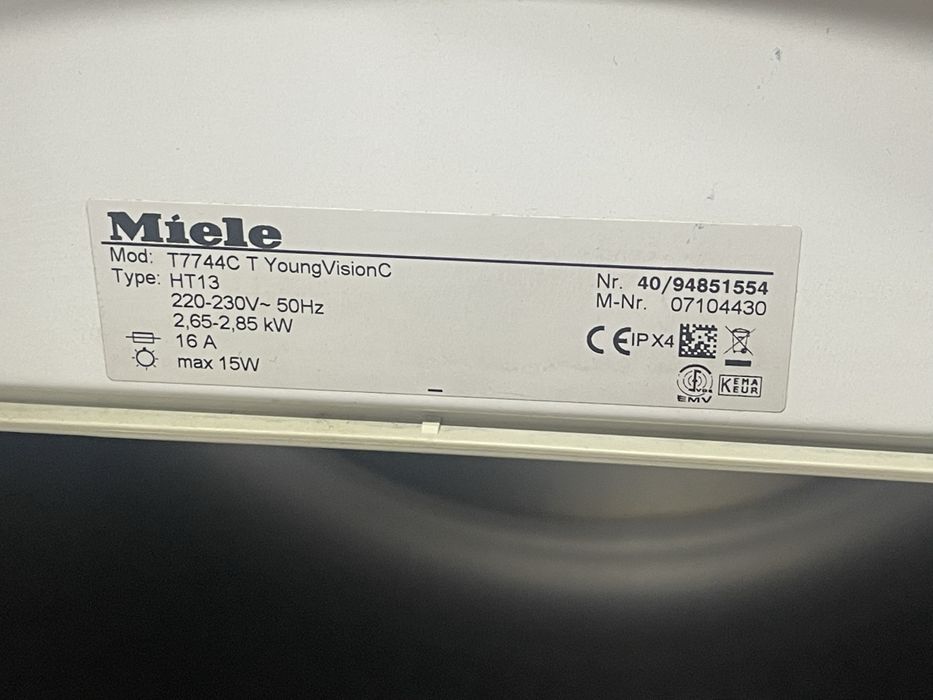 Miele
Mod: T7744C T YoungVisionC
Type: HT13
220-230V~ 50Hz
2,65-2,85 kW
16 A
max 15W
Nr. 40/94851554
M-Nr. 07104430
CE IPX4
EMV
KEMA
EUR